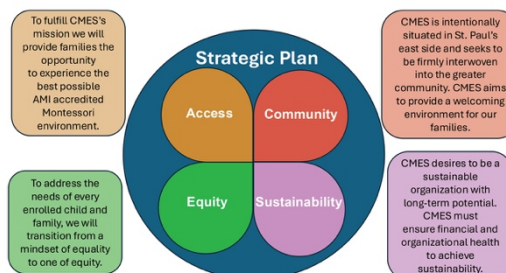 To fulfill CMES's
mission we will
provide families the
opportunity
to experience the
best possible
AMI accredited
Montessori
environment.
Strategic Plan
Access
Community
Equity
Sustainability
CMES is intentionally
situated in St. Paul's
east side and seeks to
be firmly interwoven
into the greater
community. CMES aims
to provide a welcoming
environment for our
families.
To address the
needs of every
enrolled child and
family, we will
transition from a
mindset of equality
to one of equity.
CMES desires to be a
sustainable
organization with
long-term potential.
CMES must
ensure financial and
organizational health
to achieve
sustainability.